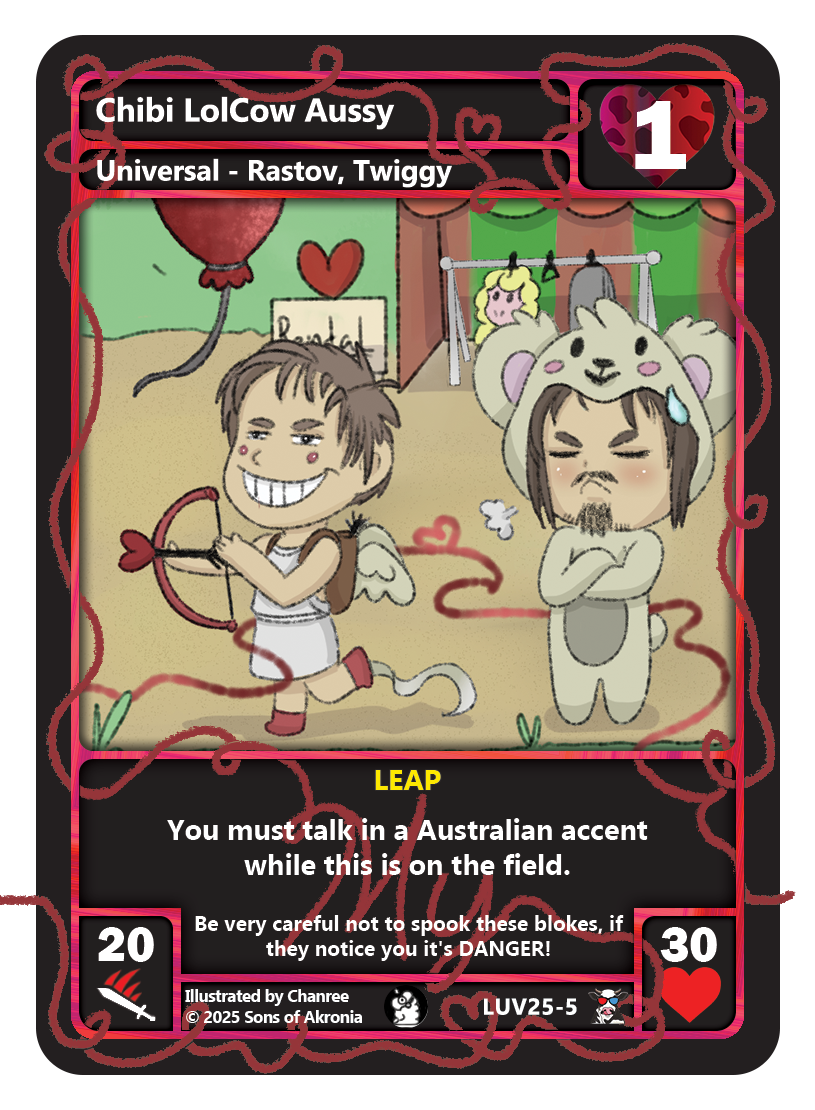 Chibi LolCow Aussy
1
Universal - Rastov, Twiggy
Rental
LEAP
You must talk in a Australian accent
while this is on the field.
My
Be very careful not to spook these blokes, if
they notice you it's DANGER!
20
30
Illustrated by Chanree
© 2025 Sons of Akronia
LUV25-5